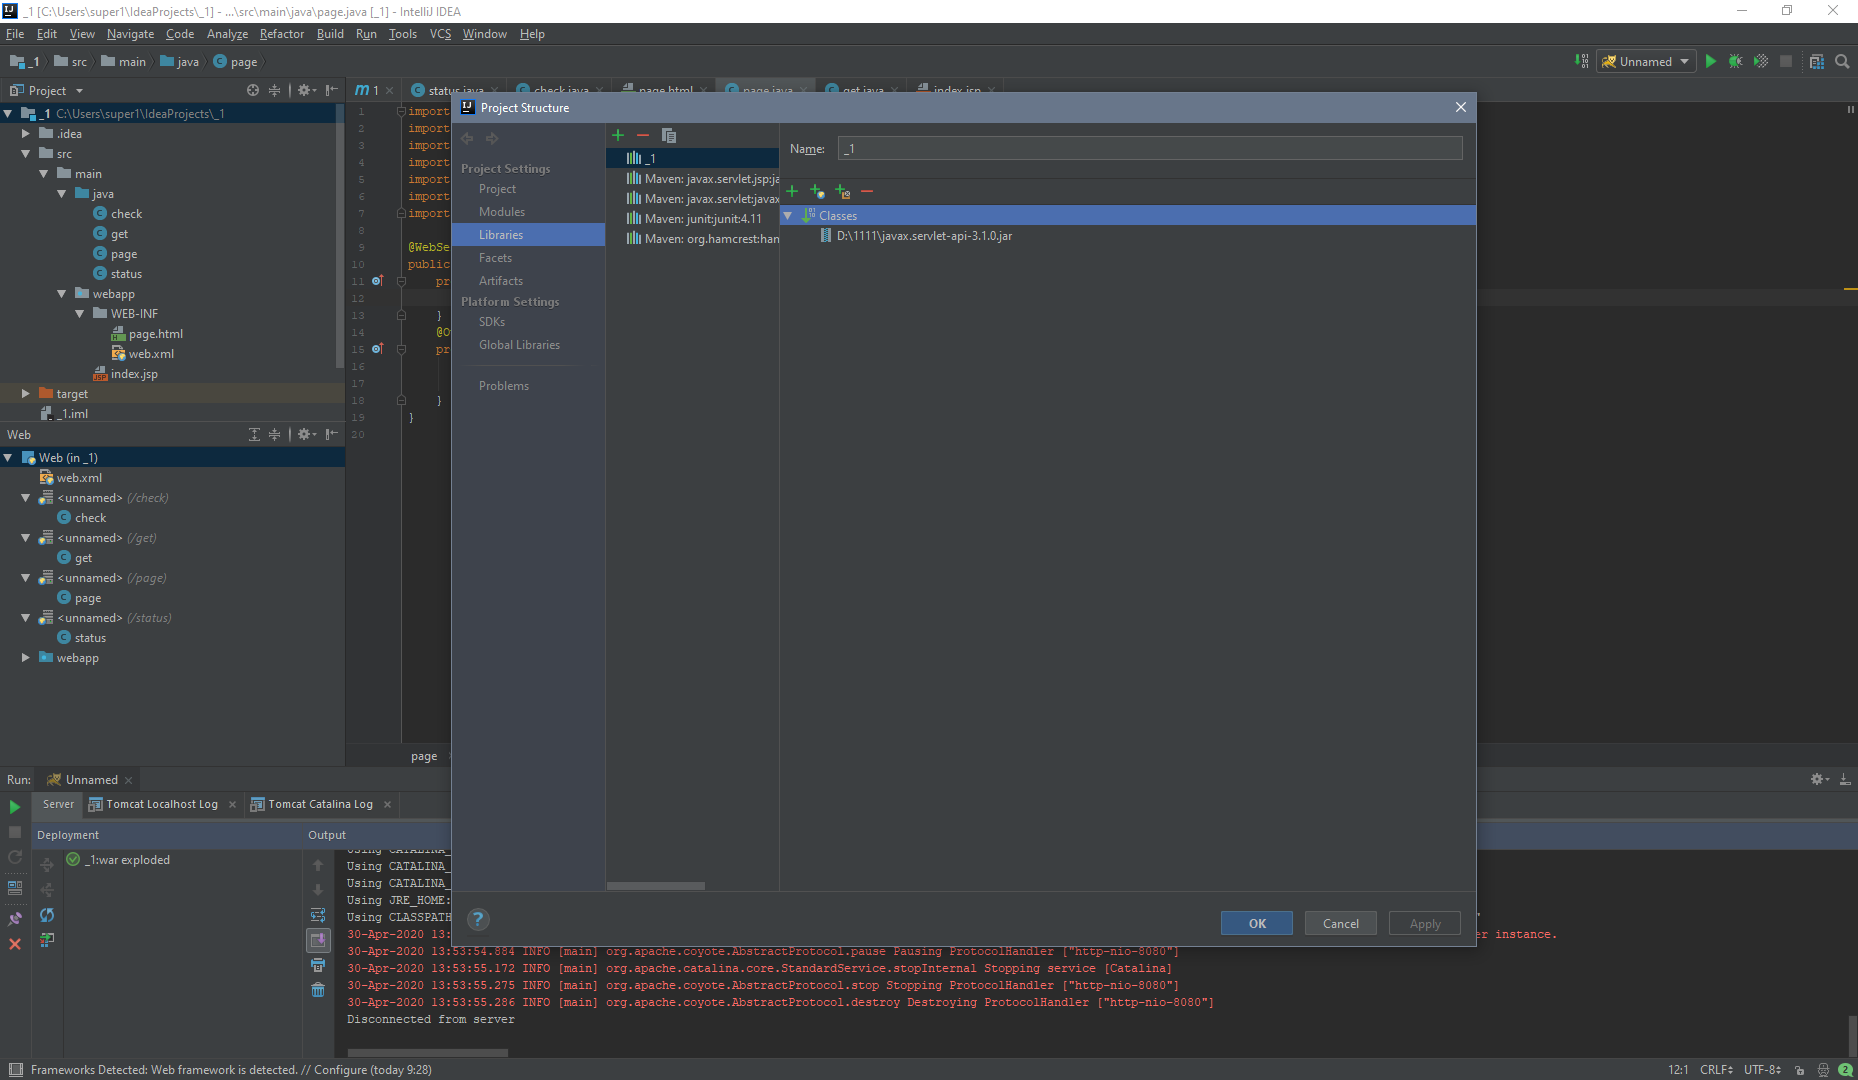 _1 [C:\Users\super1\IdeaProjects\_1] - ...\src\main\java\page.java [_1] - IntelliJ IDEA
File Edit View Navigate Code Analyze Refactor Build Run Tools VCS Window Help
_1 src main java page
Unnamed
Project
m 1 status.java check.java page.html page.java get.java index.jsp
_1 C:\Users\super1\IdeaProjects\_1
.idea
src
main
java
check
get
page
status
webapp
WEB-INF
page.html
web.xml
index.jsp
target
_1.iml
Web
Web (in _1)
web.xml
<unnamed> (/check)
check
<unnamed> (/get)
get
<unnamed> (/page)
page
<unnamed> (/status)
status
webapp
1 import
2 import
3 import
4 import
5 import
6 import
7 import
8
9 @WebSe
10 public
11 pr
12
13 }
14 @O
15 pr
16
17
18 }
19 }
20
page
Project Structure
Project Settings
Project
Modules
Libraries
Facets
Artifacts
Platform Settings
SDKs
Global Libraries
Problems
_1
Maven: javax.servlet.jsp:ja
Maven: javax.servlet:javax
Maven: junit:junit:4.11
Maven: org.hamcrest:han
Name: _1
Classes
D:\1111\javax.servlet-api-3.1.0.jar
? OK Cancel Apply
Run: Unnamed
Server Tomcat Localhost Log Tomcat Catalina Log
Deployment Output
_1:war exploded
Using CATALINA_
Using CATALINA_
Using CATALINA_
Using JRE_HOME:
Using CLASSPATH
30-Apr-2020 13: er instance.
30-Apr-2020 13:53:54.884 INFO [main] org.apache.coyote.AbstractProtocol.pause Pausing ProtocolHandler ["http-nio-8080"]
30-Apr-2020 13:53:55.172 INFO [main] org.apache.catalina.core.StandardService.stopInternal Stopping service [Catalina]
30-Apr-2020 13:53:55.275 INFO [main] org.apache.coyote.AbstractProtocol.stop Stopping ProtocolHandler ["http-nio-8080"]
30-Apr-2020 13:53:55.286 INFO [main] org.apache.coyote.AbstractProtocol.destroy Destroying ProtocolHandler ["http-nio-8080"]
Disconnected from server
Frameworks Detected: Web framework is detected. // Configure (today 9:28)
12:1 CRLF UTF-8 2